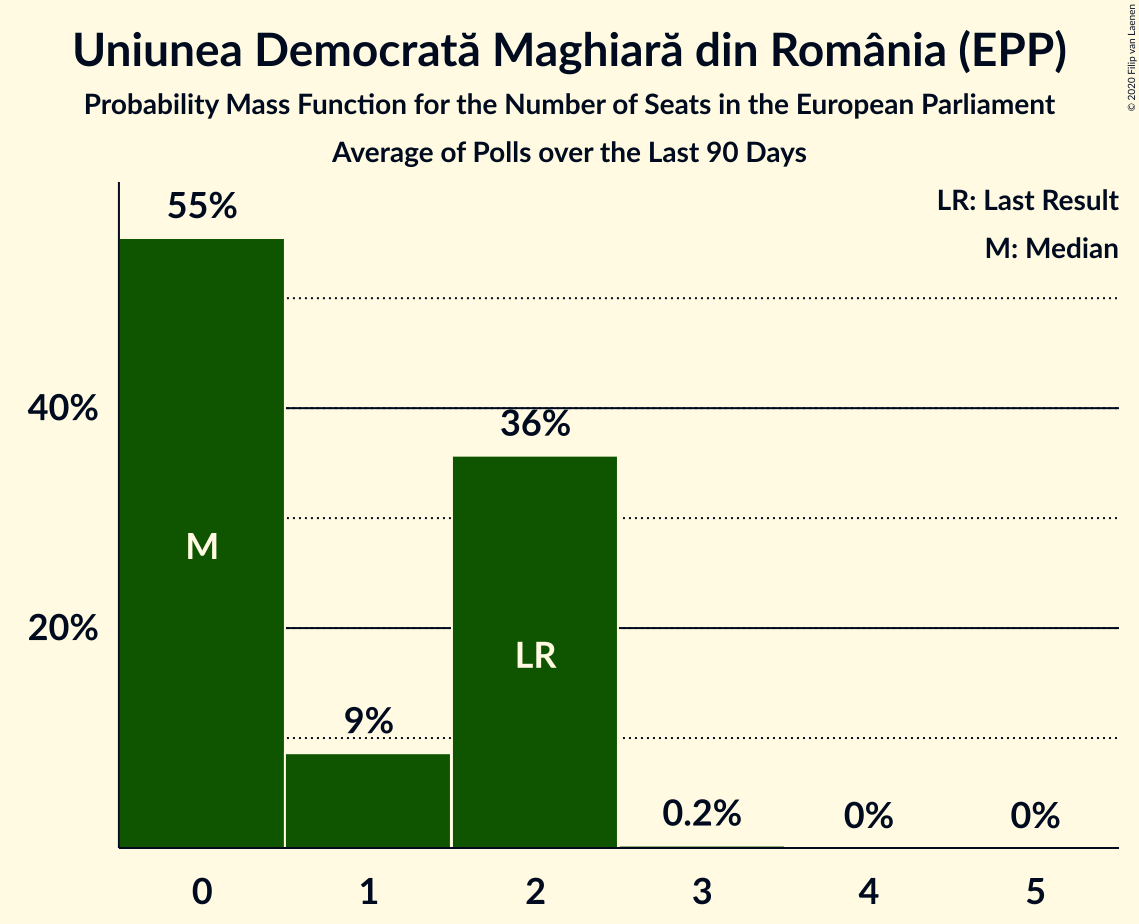 Uniunea Democrată Maghiară din România (EPP)
Probability Mass Function for the Number of Seats in the European Parliament
Average of Polls over the Last 90 Days
© 2020 Filip van Laenen
LR: Last Result
M: Median
55%
40%
36%
M
20%
LR
9%
0.2%
0%
0%
0
1
2
3
4
5